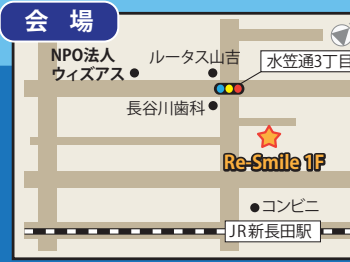 会 場
NPO法人
ウィズアス
ルータス山吉
水笠通3丁目
長谷川歯科
Re-Smile 1F
コンビニ
JR新長田駅